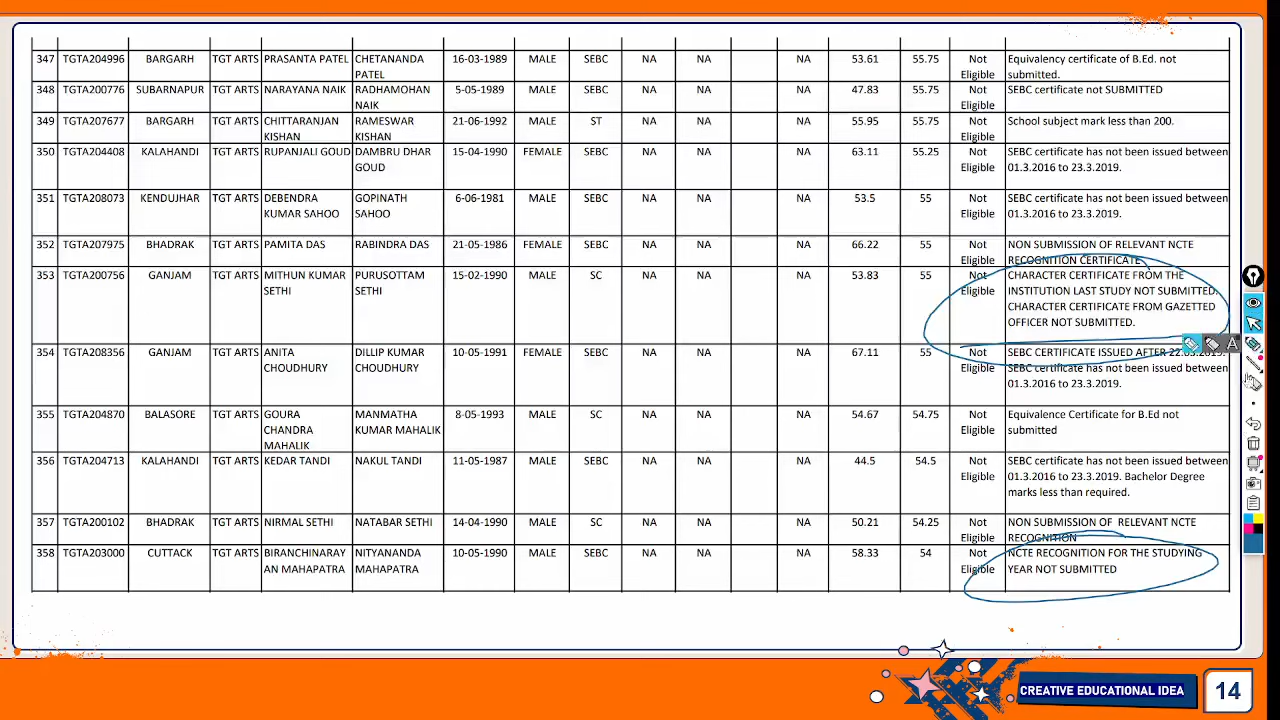 347 TGTA204996 BARGARH TGT ARTS PRASANTA PATEL CHETANANDA PATEL 16-03-1989 MALE SEBC NA NA NA 53.61 55.75 Not Eligible Equivalency certificate of B.Ed. not submitted.
348 TGTA200776 SUBARNAPUR TGT ARTS NARAYANA NAIK RADHAMOHAN NAIK 5-05-1989 MALE SEBC NA NA NA 47.83 55.75 Not Eligible SEBC certificate not SUBMITTED
349 TGTA207677 BARGARH TGT ARTS CHITTARANJAN KISHAN RAMESWAR KISHAN 21-06-1992 MALE ST NA NA NA 55.95 55.75 Not Eligible School subject mark less than 200.
350 TGTA204408 KALAHANDI TGT ARTS RUPANJALI GOUD DAMBRU DHAR GOUD 15-04-1990 FEMALE SEBC NA NA NA 63.11 55.25 Not Eligible SEBC certificate has not been issued between 01.3.2016 to 23.3.2019.
351 TGTA208073 KENDUJHAR TGT ARTS DEBENDRA KUMAR SAHOO GOPINATH SAHOO 6-06-1981 MALE SEBC NA NA NA 53.5 55 Not Eligible SEBC certificate has not been issued between 01.3.2016 to 23.3.2019.
352 TGTA207975 BHADRAK TGT ARTS PAMITA DAS RABINDRA DAS 21-05-1986 FEMALE SEBC NA NA NA 66.22 55 Not Eligible NON SUBMISSION OF RELEVANT NCTE RECOGNITION CERTIFICATE
353 TGTA200756 GANJAM TGT ARTS MITHUN KUMAR SETHI PURUSOTTAM SETHI 15-02-1990 MALE SC NA NA NA 53.83 55 Not Eligible CHARACTER CERTIFICATE FROM THE INSTITUTION LAST STUDY NOT SUBMITTED. CHARACTER CERTIFICATE FROM GAZETTED OFFICER NOT SUBMITTED.
354 TGTA208356 GANJAM TGT ARTS ANITA CHOUDHURY DILLIP KUMAR CHOUDHURY 10-05-1991 FEMALE SEBC NA NA NA 67.11 55 Not Eligible SEBC CERTIFICATE ISSUED AFTER SEBC certificate has not been issued between 01.3.2016 to 23.3.2019.
355 TGTA204870 BALASORE TGT ARTS GOURA CHANDRA MAHALIK MANMATHA KUMAR MAHALIK 8-05-1993 MALE SC NA NA NA 54.67 54.75 Not Eligible Equivalence Certificate for B.Ed not submitted
356 TGTA204713 KALAHANDI TGT ARTS KEDAR TANDI NAKUL TANDI 11-05-1987 MALE SEBC NA NA NA 44.5 54.5 Not Eligible SEBC certificate has not been issued between 01.3.2016 to 23.3.2019. Bachelor Degree marks less than required.
357 TGTA200102 BHADRAK TGT ARTS NIRMAL SETHI NATABAR SETHI 14-04-1990 MALE SC NA NA NA 50.21 54.25 Not Eligible NON SUBMISSION OF RELEVANT NCTE RECOGNITION
358 TGTA203000 CUTTACK TGT ARTS BIRANCHINARAY AN MAHAPATRA NITYANANDA MAHAPATRA 10-05-1990 MALE SEBC NA NA NA 58.33 54 Not Eligible NCTE RECOGNITION FOR THE STUDYING YEAR NOT SUBMITTED
CREATIVE EDUCATIONAL IDEA
14